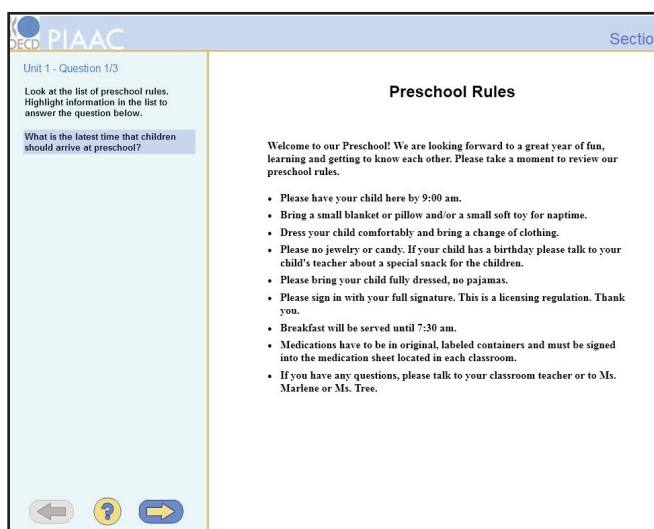 OECD PIAAC
Sectio
Unit 1 - Question 1/3
Look at the list of preschool rules.
Highlight information in the list to
answer the question below.
What is the latest time that children
should arrive at preschool?
Preschool Rules
Welcome to our Preschool! We are looking forward to a great year of fun,
learning and getting to know each other. Please take a moment to review our
preschool rules.
• Please have your child here by 9:00 am.
• Bring a small blanket or pillow and/or a small soft toy for naptime.
• Dress your child comfortably and bring a change of clothing.
• Please no jewelry or candy. If your child has a birthday please talk to your
child's teacher about a special snack for the children.
• Please bring your child fully dressed, no pajamas.
• Please sign in with your full signature. This is a licensing regulation. Thank
you.
• Breakfast will be served until 7:30 am.
• Medications have to be in original, labeled containers and must be signed
into the medication sheet located in each classroom.
• If you have any questions, please talk to your classroom teacher or to Ms.
Marlene or Ms. Tree.
?